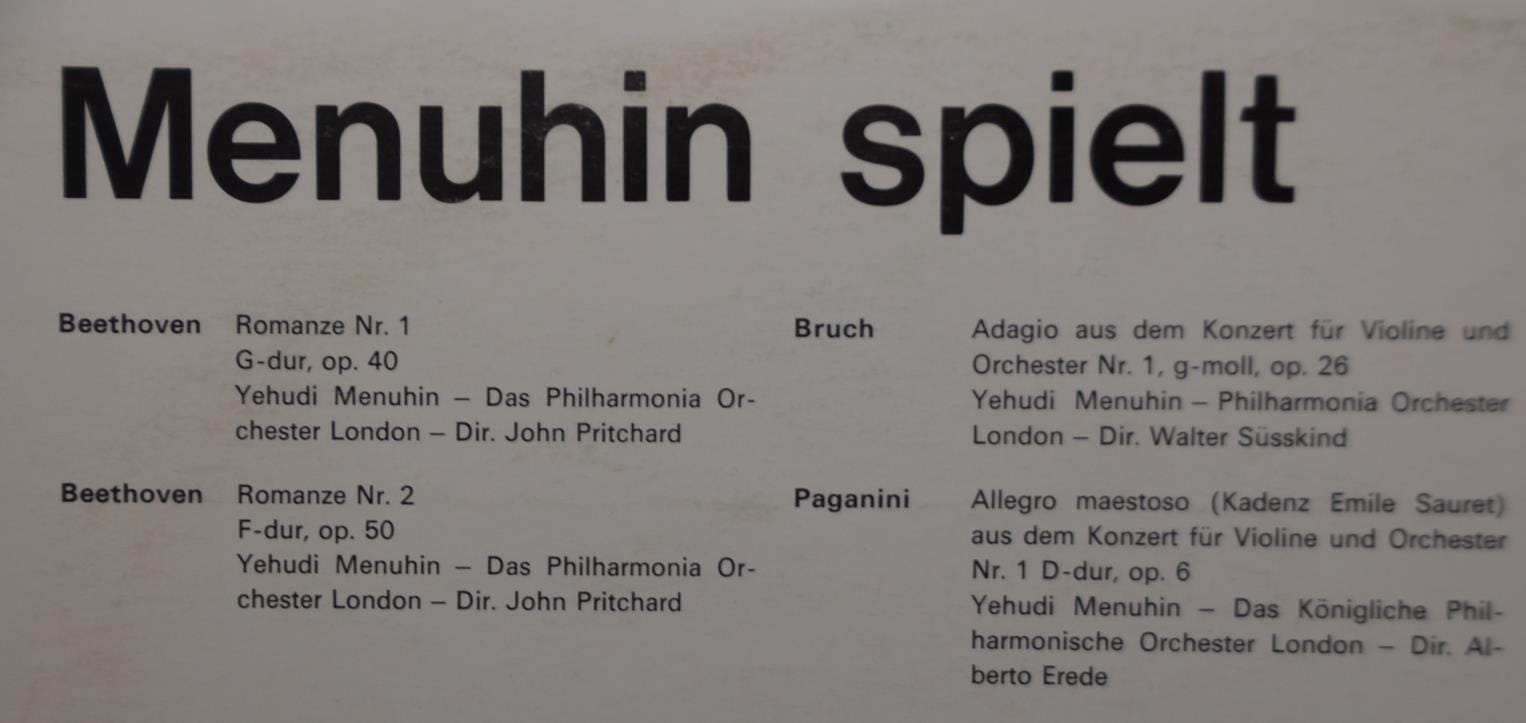 Menuhin spielt
Beethoven Romanze Nr. 1
G-dur, op. 40
Yehudi Menuhin – Das Philharmonia Or-
chester London – Dir. John Pritchard
Beethoven Romanze Nr. 2
F-dur, op. 50
Yehudi Menuhin – Das Philharmonia Or-
chester London – Dir. John Pritchard
Bruch Adagio aus dem Konzert für Violine und
Orchester Nr. 1, g-moll, op. 26
Yehudi Menuhin – Philharmonia Orchester
London – Dir. Walter Süsskind
Paganini Allegro maestoso (Kadenz Emile Sauret)
aus dem Konzert für Violine und Orchester
Nr. 1 D-dur, op. 6
Yehudi Menuhin – Das Königliche Phil-
harmonische Orchester London – Dir. Al-
berto Erede